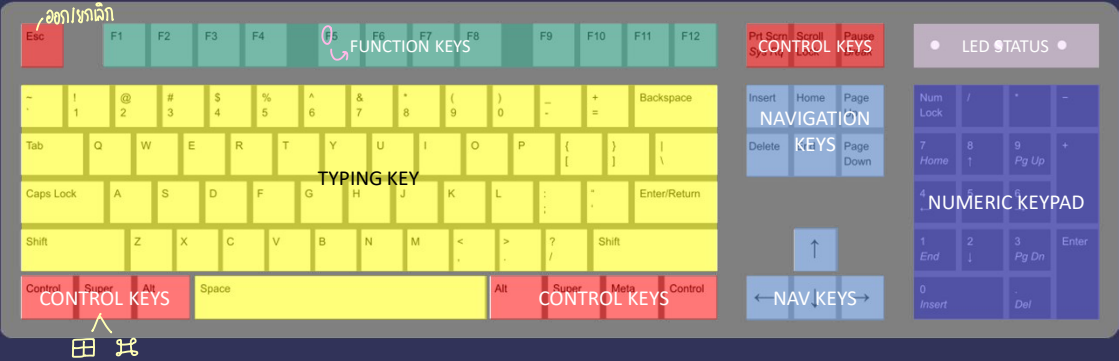 ออก/ยกเลิก
Esc F1 F2 F3 F4 F5 F6 F7 F8 F9 F10 F11 F12 Prt Scrn Scroll Lock Pause
FUNCTION KEYS CONTROL KEYS LED STATUS
~ ! @ # $ % ^ & * ( ) _ + Backspace Insert Home Page Num Lock / * -
` 1 2 3 4 5 6 7 8 9 0 - =
NAVIGATION KEYS
Tab Q W E R T Y U I O P { [ } ] | \ Delete Page Down 7 Home 8 ↑ 9 Pg Up +
TYPING KEY
Caps Lock A S D F G H J K L : ; " ' Enter/Return 4 5 6
NUMERIC KEYPAD
Shift Z X C V B N M < , > . ? / Shift ↑ 1 End 2 ↓ 3 Pg Dn Enter
Control Super Alt Space Alt Super Meta Control ← ↓ → 0 Insert . Del
CONTROL KEYS CONTROL KEYS NAV KEYS